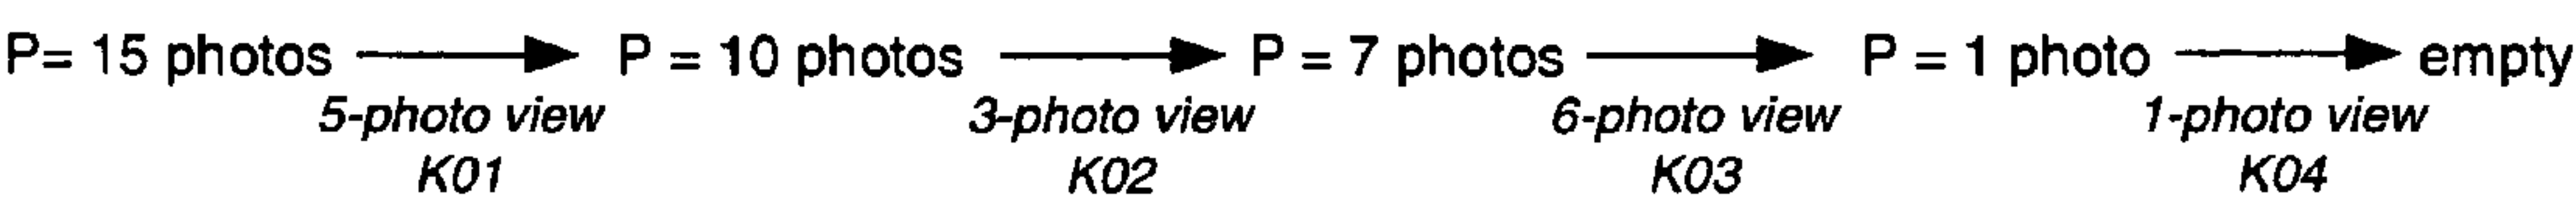 P= 15 photos P = 10 photos P = 7 photos P = 1 photo empty
5-photo view 3-photo view 6-photo view 1-photo view
K01 K02 K03 K04